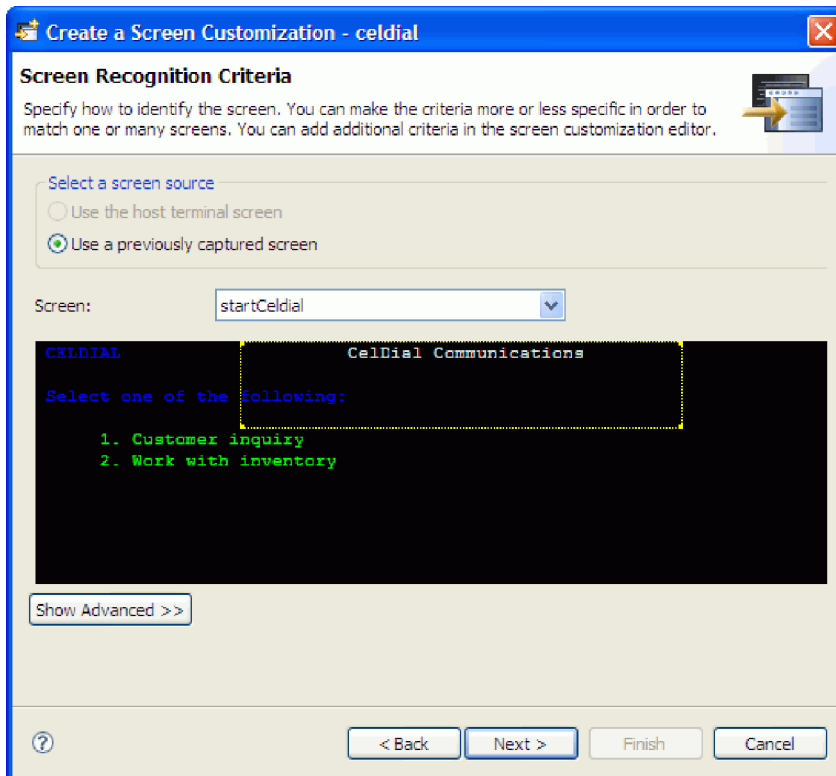 Create a Screen Customization - celdial
Screen Recognition Criteria
Specify how to identify the screen. You can make the criteria more or less specific in order to
match one or many screens. You can add additional criteria in the screen customization editor.
Select a screen source
Use the host terminal screen
Use a previously captured screen
Screen: startCeldial
CELDIAL CelDial Communications
Select one of the following:
1. Customer inquiry
2. Work with inventory
Show Advanced >>
? < Back Next > Finish Cancel